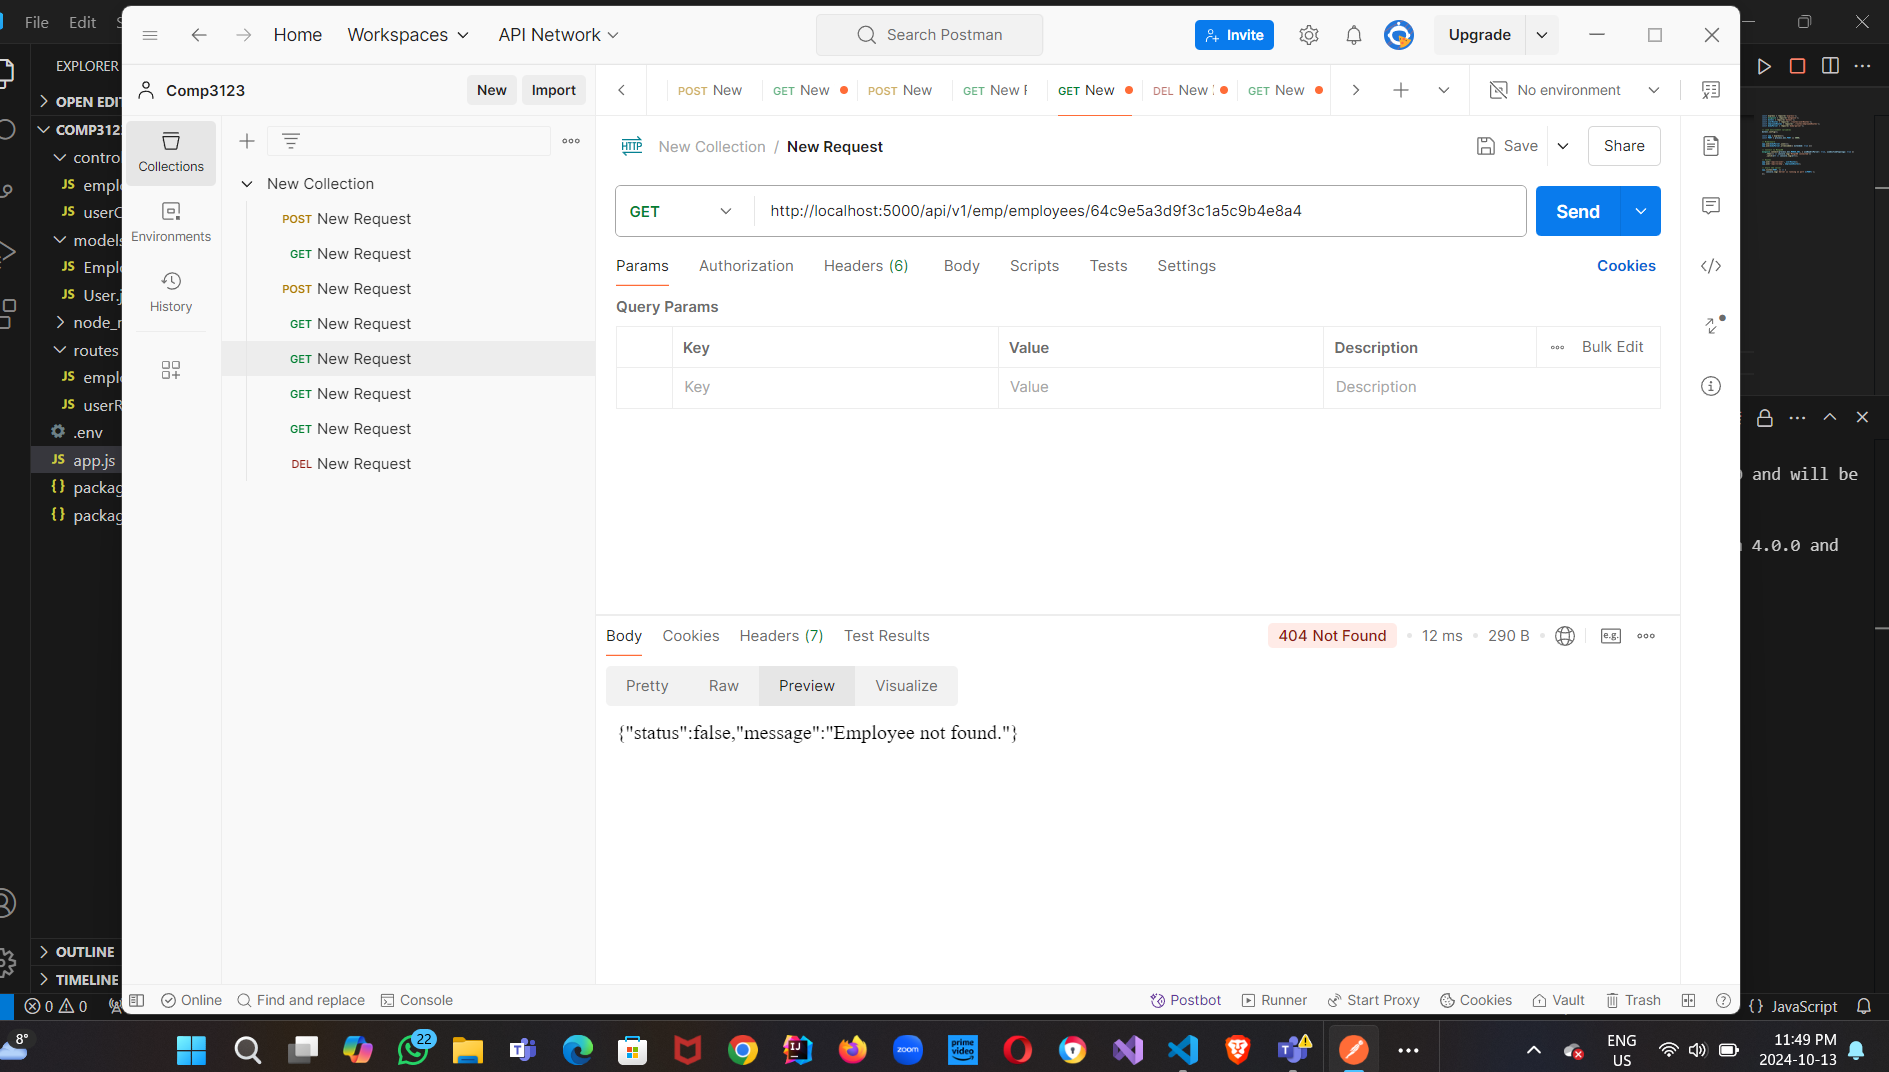 File Edit
Home Workspaces API Network Search Postman Invite Upgrade
EXPLORER
OPEN EDIT
COMP312
contro
JS emplo
JS userC
models
JS Emplo
JS User.j
node_r
routes
JS emplo
JS userR
.env
JS app.js
{} packag
{} packag
OUTLINE
TIMELINE
0 0
Comp3123 New Import
Collections
Environments
History
New Collection
POST New Request
GET New Request
POST New Request
GET New Request
GET New Request
GET New Request
GET New Request
DEL New Request
POST New GET New POST New GET New GET New DEL New GET New No environment
HTTP New Collection / New Request Save Share
GET http://localhost:5000/api/v1/emp/employees/64c9e5a3d9f3c1a5c9b4e8a4 Send
Params Authorization Headers (6) Body Scripts Tests Settings Cookies
Query Params
Key Value Description Bulk Edit
Key Value Description
Body Cookies Headers (7) Test Results 404 Not Found 12 ms 290 B e.g.
Pretty Raw Preview Visualize
{"status":false,"message":"Employee not found."}
and will be
4.0.0 and
Online Find and replace Console Postbot Runner Start Proxy Cookies Vault Trash
{} JavaScript
8° 22 zoom prime video
ENG
US
11:49 PM
2024-10-13